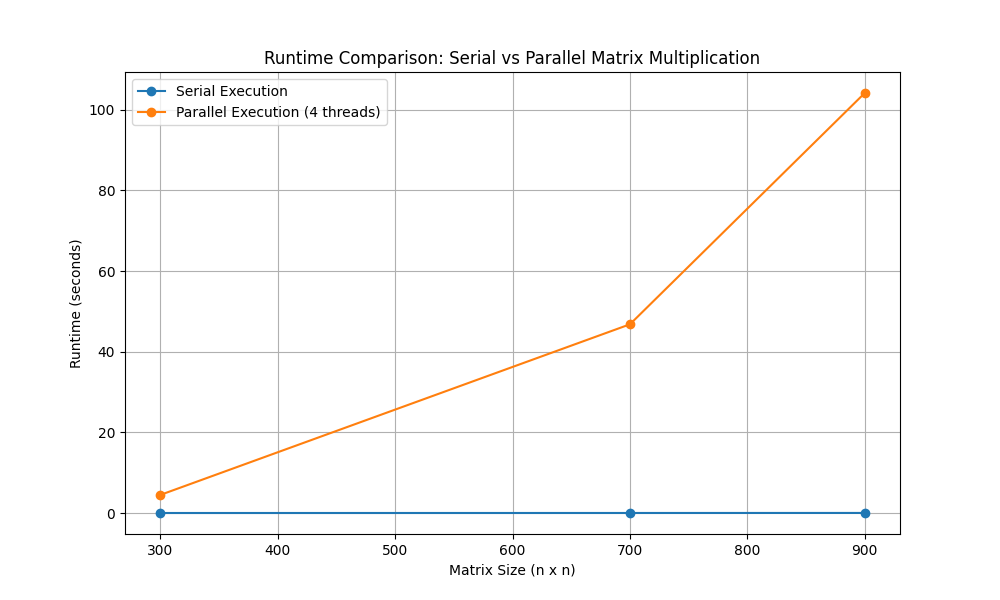 Runtime Comparison: Serial vs Parallel Matrix Multiplication
Serial Execution
Parallel Execution (4 threads)
100
80
60
40
20
0
Runtime (seconds)
300 400 500 600 700 800 900
Matrix Size (n x n)